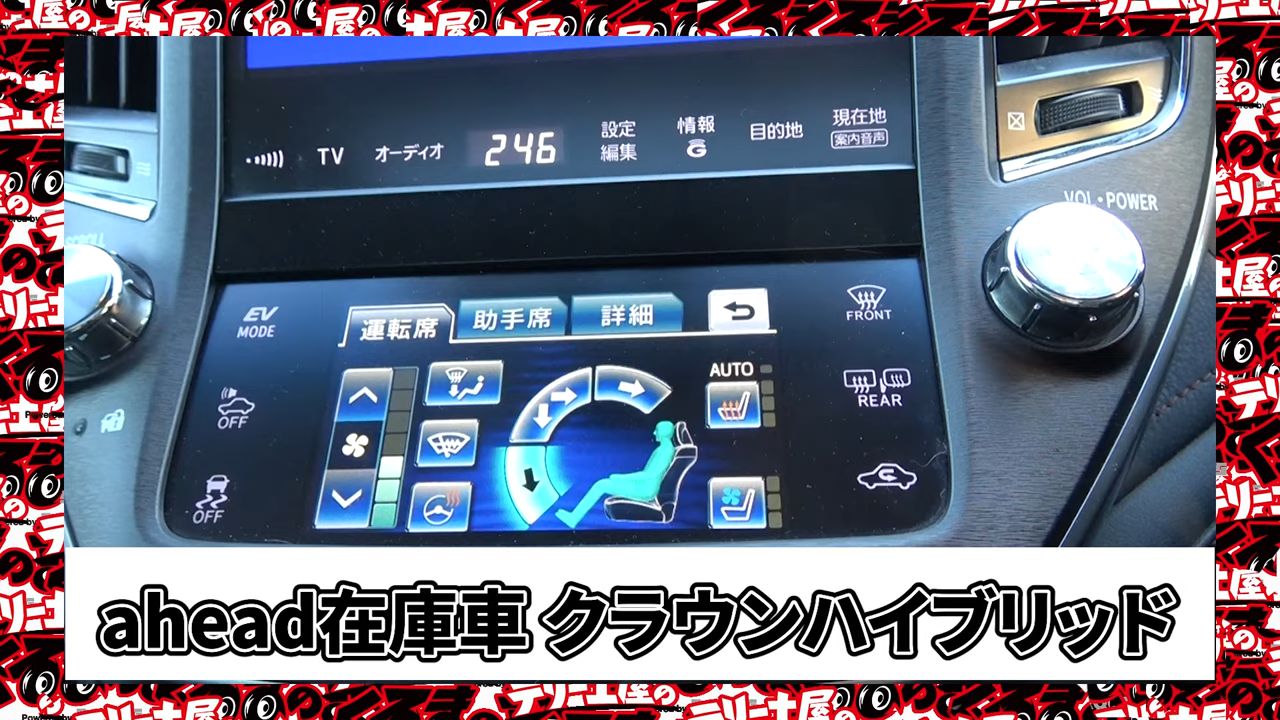 TV
オーディオ
246
設定
編集
情報
G
目的地
現在地
案内音声
VOL・POWER
SCROLL
EV
MODE
運転席
助手席
詳細
FRONT
AUTO
REAR
OFF
OFF
ahead在庫車 クラウンハイブリッド